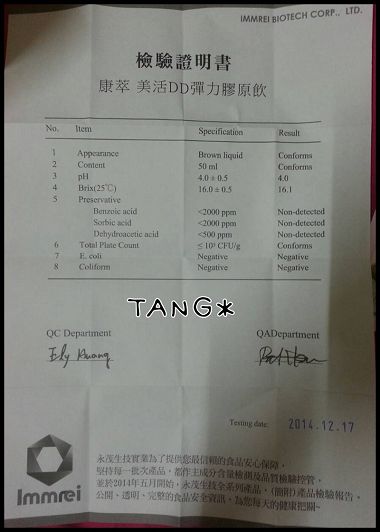 IMMREI BIOTECH CORP., LTD.
檢驗證明書
康萃 美活DD彈力膠原飲
No. Item Specification Result
1 Appearance Brown liquid Conforms
2 Content 50 ml Conforms
3 pH 4.0 ± 0.5 4.0
4 Brix(25℃) 16.0 ± 0.5 16.1
5 Preservative
Benzoic acid <2000 ppm Non-detected
Sorbic acid <2000 ppm Non-detected
Dehydroacetic acid <500 ppm Non-detected
6 Total Plate Count ≤ 10³ CFU/g Conforms
7 E. coli Negative Negative
8 Coliform Negative Negative
TANG*
QC Department QADepartment
Ely Huang
Testing date: 2014.12.17
永茂生技實業為了提供您最信賴的食品安心保障，
堅持每一批次產品，都作主成分含量檢測及品質檢驗控管，
並於2014年五月開始，永茂生技全系列產品，(隨附)產品檢驗報告，
公開、透明、完整的食品安全資訊，為您每天的健康把關~
Immrei